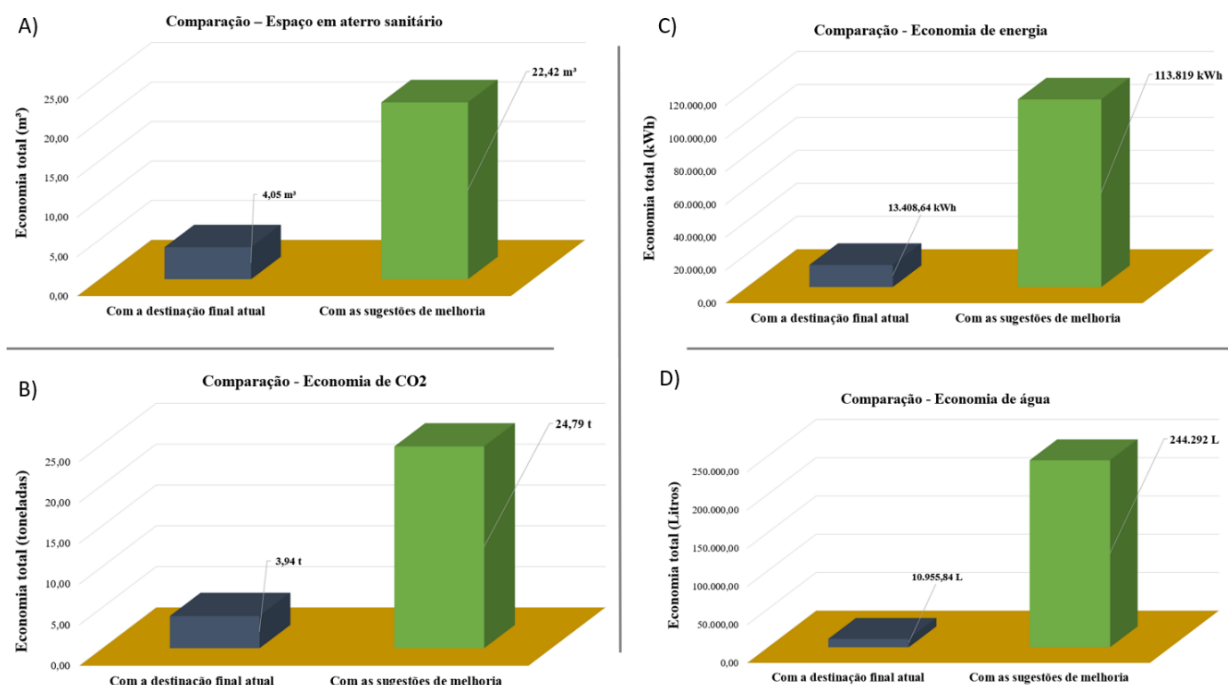 A)
Comparação – Espaço em aterro sanitário
Economia total (m³)
25,00
20,00
15,00
10,00
5,00
0,00
4,05 m³
22,42 m³
Com a destinação final atual
Com as sugestões de melhoria
B)
Comparação - Economia de CO2
Economia total (toneladas)
25,00
20,00
15,00
10,00
5,00
0,00
3,94 t
24,79 t
Com a destinação final atual
Com as sugestões de melhoria
C)
Comparação - Economia de energia
Economia total (kWh)
120.000,00
100.000,00
80.000,00
60.000,00
40.000,00
20.000,00
0,00
13.408,64 kWh
113.819 kWh
Com a destinação final atual
Com as sugestões de melhoria
D)
Comparação - Economia de água
Economia total (Litros)
250.000,00
200.000,00
150.000,00
100.000,00
50.000,00
0,00
10.955,84 L
244.292 L
Com a destinação final atual
Com as sugestões de melhoria